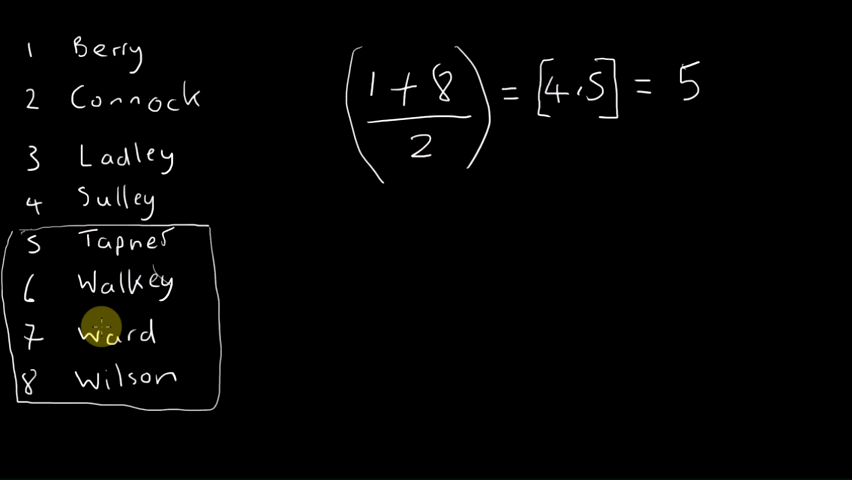 1 Berry
2 Connock
3 Ladley
4 Sulley
5 Tapner
6 Walkey
7 Ward
8 Wilson
(1 + 8 / 2) = [4.5] = 5